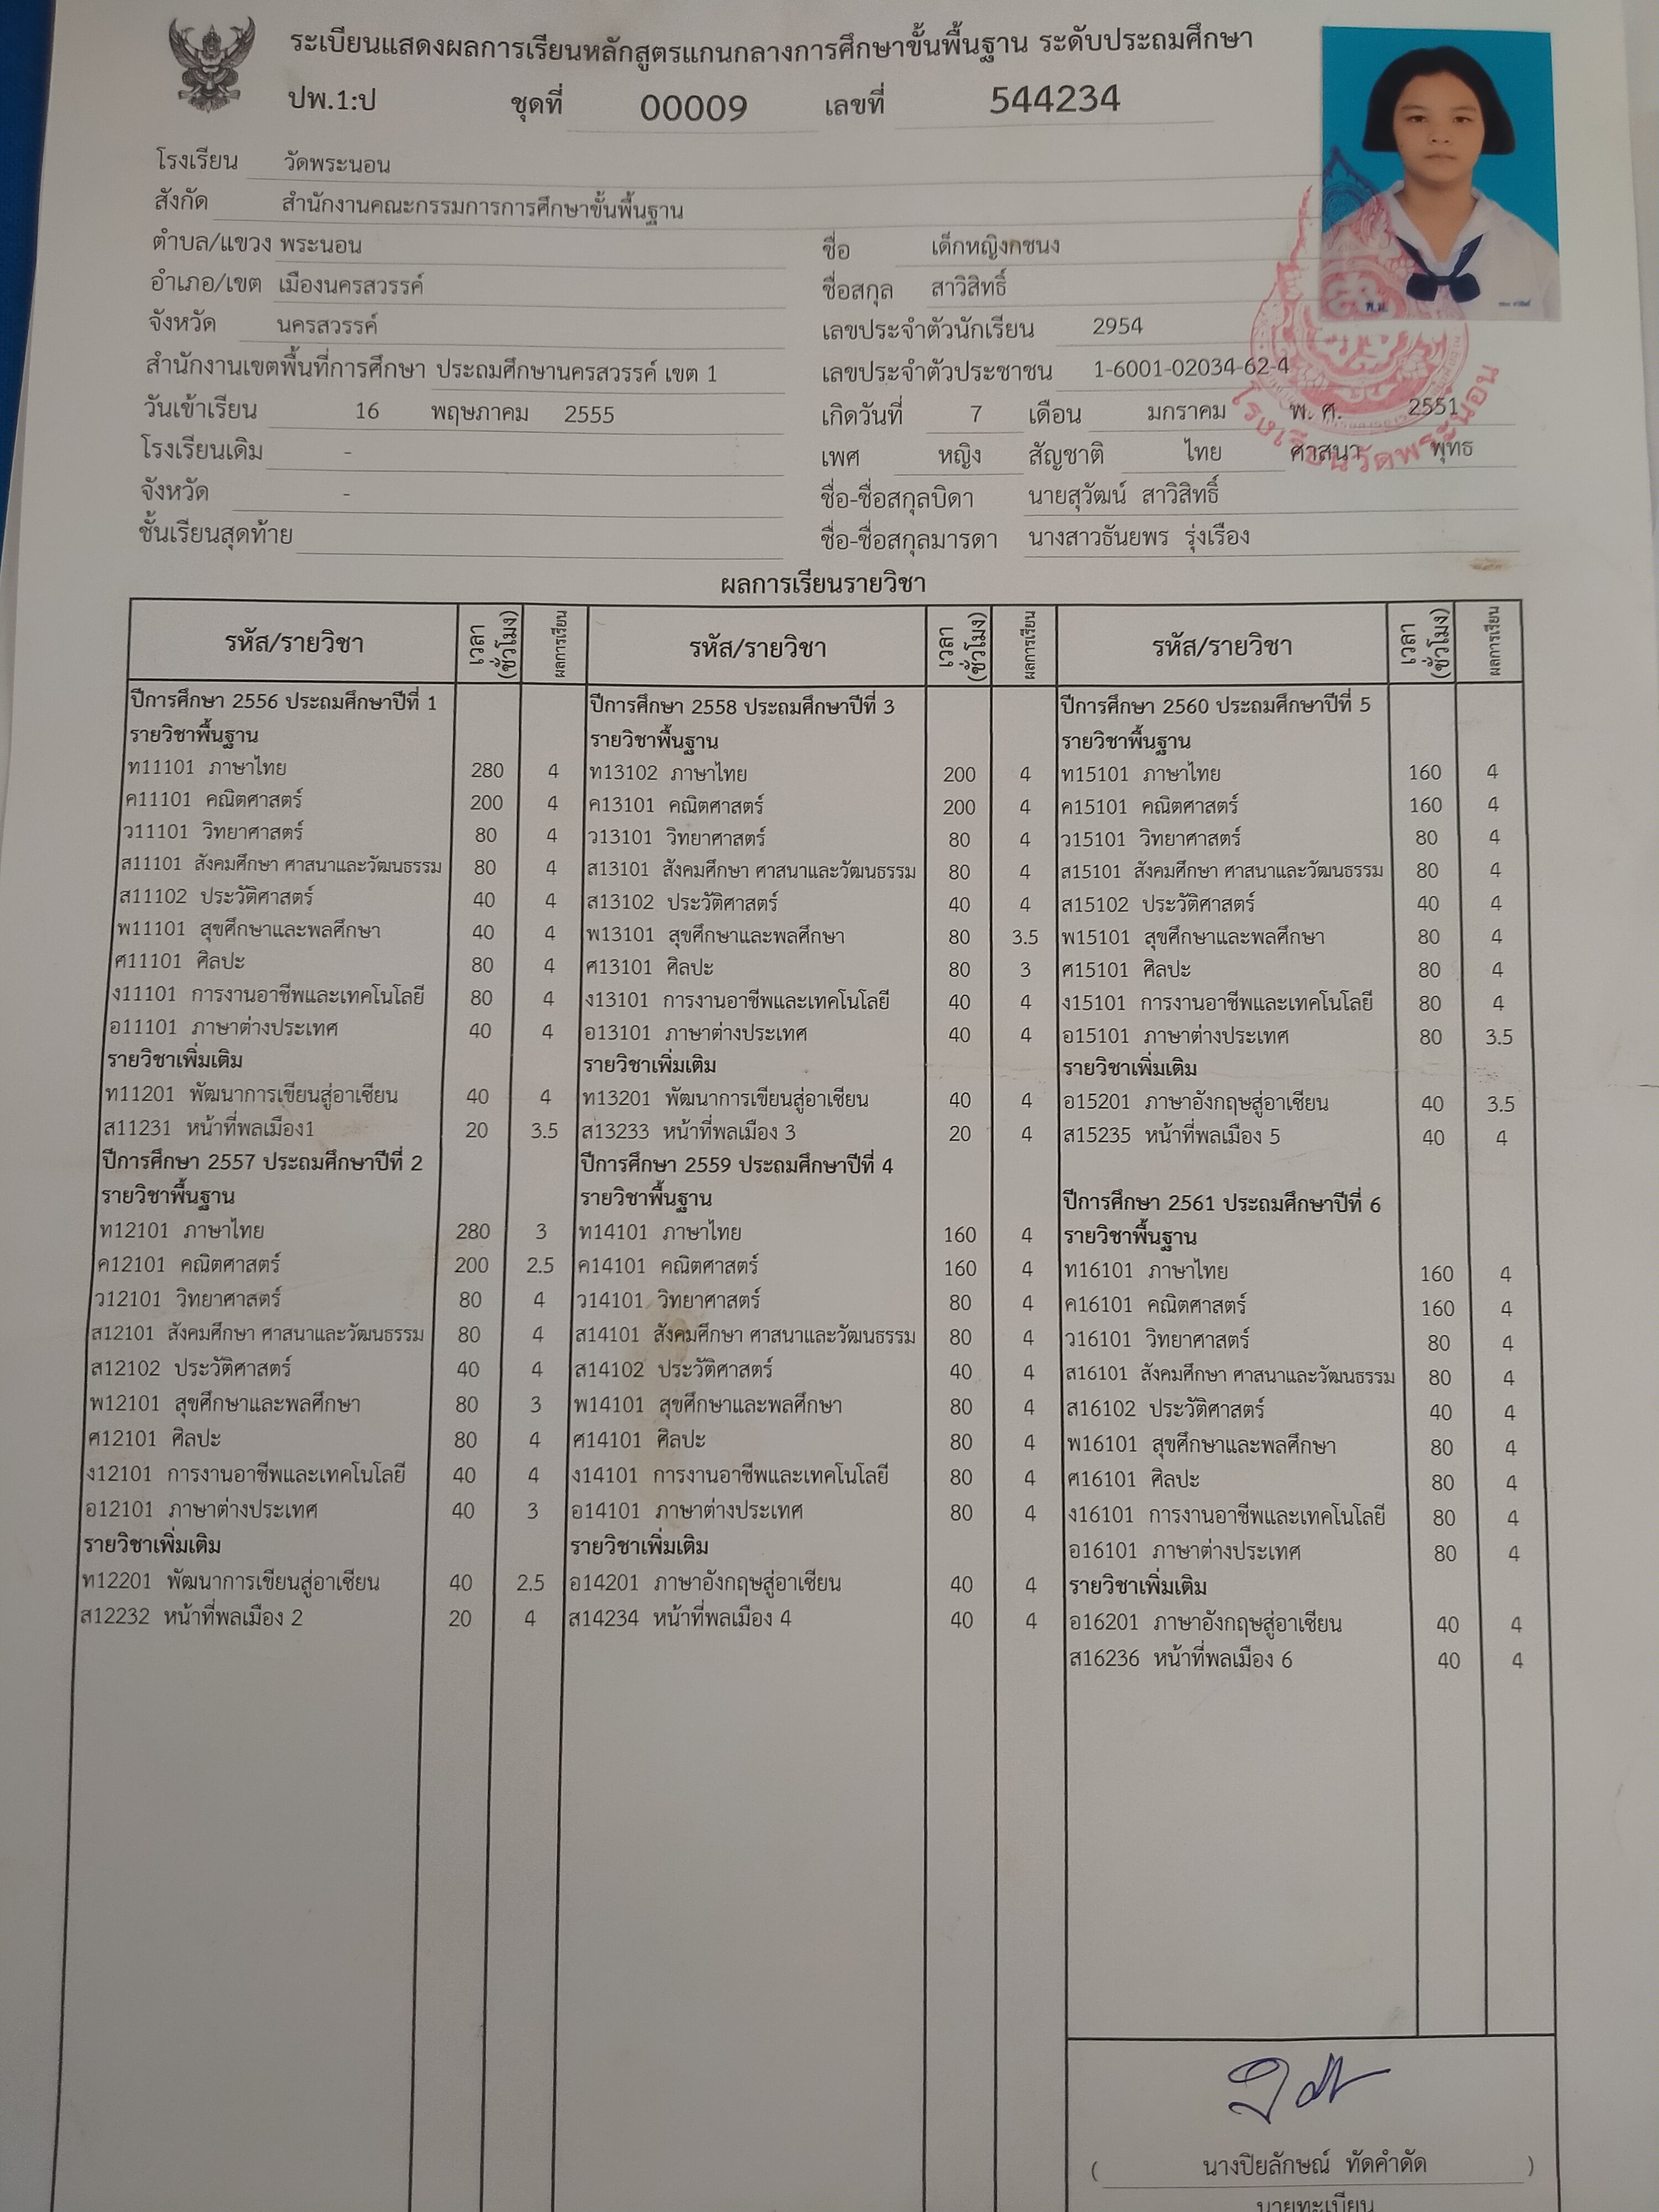 ระเบียนแสดงผลการเรียนหลักสูตรแกนกลางการศึกษาขั้นพื้นฐาน ระดับประถมศึกษา
ปพ.1:ป ชุดที่ 00009 เลขที่ 544234
โรงเรียน วัดพระนอน
สังกัด สำนักงานคณะกรรมการการศึกษาขั้นพื้นฐาน
ตำบล/แขวง พระนอน
อำเภอ/เขต เมืองนครสวรรค์
จังหวัด นครสวรรค์
สำนักงานเขตพื้นที่การศึกษา ประถมศึกษานครสวรรค์ เขต 1
วันเข้าเรียน 16 พฤษภาคม 2555
โรงเรียนเดิม -
จังหวัด -
ชั้นเรียนสุดท้าย
ชื่อ เด็กหญิงกชนง
ชื่อสกุล สาวิสิทธิ์
เลขประจำตัวนักเรียน 2954
เลขประจำตัวประชาชน 1-6001-02034-62-4
เกิดวันที่ 7 เดือน มกราคม พ.ศ. 2551
เพศ หญิง สัญชาติ ไทย ศาสนา พุทธ
ชื่อ-ชื่อสกุลบิดา นายสุวัฒน์ สาวิสิทธิ์
ชื่อ-ชื่อสกุลมารดา นางสาวธันยพร รุ่งเรือง
โรงเรียนวัดพระนอน
ผลการเรียนรายวิชา
รหัส/รายวิชา เวลา (ชั่วโมง) ผลการเรียน
ปีการศึกษา 2556 ประถมศึกษาปีที่ 1
รายวิชาพื้นฐาน
ท11101 ภาษาไทย 280 4
ค11101 คณิตศาสตร์ 200 4
ว11101 วิทยาศาสตร์ 80 4
ส11101 สังคมศึกษา ศาสนาและวัฒนธรรม 80 4
ส11102 ประวัติศาสตร์ 40 4
พ11101 สุขศึกษาและพลศึกษา 40 4
ศ11101 ศิลปะ 80 4
ง11101 การงานอาชีพและเทคโนโลยี 80 4
อ11101 ภาษาต่างประเทศ 40 4
รายวิชาเพิ่มเติม
ท11201 พัฒนาการเขียนสู่อาเซียน 40 4
ส11231 หน้าที่พลเมือง1 20 3.5
ปีการศึกษา 2557 ประถมศึกษาปีที่ 2
รายวิชาพื้นฐาน
ท12101 ภาษาไทย 280 3
ค12101 คณิตศาสตร์ 200 2.5
ว12101 วิทยาศาสตร์ 80 4
ส12101 สังคมศึกษา ศาสนาและวัฒนธรรม 80 4
ส12102 ประวัติศาสตร์ 40 4
พ12101 สุขศึกษาและพลศึกษา 80 3
ศ12101 ศิลปะ 80 4
ง12101 การงานอาชีพและเทคโนโลยี 40 4
อ12101 ภาษาต่างประเทศ 40 3
รายวิชาเพิ่มเติม
ท12201 พัฒนาการเขียนสู่อาเซียน 40 2.5
ส12232 หน้าที่พลเมือง 2 20 4
รหัส/รายวิชา เวลา (ชั่วโมง) ผลการเรียน
ปีการศึกษา 2558 ประถมศึกษาปีที่ 3
รายวิชาพื้นฐาน
ท13102 ภาษาไทย 200 4
ค13101 คณิตศาสตร์ 200 4
ว13101 วิทยาศาสตร์ 80 4
ส13101 สังคมศึกษา ศาสนาและวัฒนธรรม 80 4
ส13102 ประวัติศาสตร์ 40 4
พ13101 สุขศึกษาและพลศึกษา 80 3.5
ศ13101 ศิลปะ 80 3
ง13101 การงานอาชีพและเทคโนโลยี 40 4
อ13101 ภาษาต่างประเทศ 40 4
รายวิชาเพิ่มเติม
ท13201 พัฒนาการเขียนสู่อาเซียน 40 4
ส13233 หน้าที่พลเมือง 3 20 4
ปีการศึกษา 2559 ประถมศึกษาปีที่ 4
รายวิชาพื้นฐาน
ท14101 ภาษาไทย 160 4
ค14101 คณิตศาสตร์ 160 4
ว14101 วิทยาศาสตร์ 80 4
ส14101 สังคมศึกษา ศาสนาและวัฒนธรรม 80 4
ส14102 ประวัติศาสตร์ 40 4
พ14101 สุขศึกษาและพลศึกษา 80 4
ศ14101 ศิลปะ 80 4
ง14101 การงานอาชีพและเทคโนโลยี 80 4
อ14101 ภาษาต่างประเทศ 80 4
รายวิชาเพิ่มเติม
อ14201 ภาษาอังกฤษสู่อาเซียน 40 4
ส14234 หน้าที่พลเมือง 4 40 4
รหัส/รายวิชา เวลา (ชั่วโมง) ผลการเรียน
ปีการศึกษา 2560 ประถมศึกษาปีที่ 5
รายวิชาพื้นฐาน
ท15101 ภาษาไทย 160 4
ค15101 คณิตศาสตร์ 160 4
ว15101 วิทยาศาสตร์ 80 4
ส15101 สังคมศึกษา ศาสนาและวัฒนธรรม 80 4
ส15102 ประวัติศาสตร์ 40 4
พ15101 สุขศึกษาและพลศึกษา 80 4
ศ15101 ศิลปะ 80 4
ง15101 การงานอาชีพและเทคโนโลยี 80 4
อ15101 ภาษาต่างประเทศ 80 3.5
รายวิชาเพิ่มเติม
อ15201 ภาษาอังกฤษสู่อาเซียน 40 3.5
ส15235 หน้าที่พลเมือง 5 40 4
ปีการศึกษา 2561 ประถมศึกษาปีที่ 6
รายวิชาพื้นฐาน
ท16101 ภาษาไทย 160 4
ค16101 คณิตศาสตร์ 160 4
ว16101 วิทยาศาสตร์ 80 4
ส16101 สังคมศึกษา ศาสนาและวัฒนธรรม 80 4
ส16102 ประวัติศาสตร์ 40 4
พ16101 สุขศึกษาและพลศึกษา 80 4
ศ16101 ศิลปะ 80 4
ง16101 การงานอาชีพและเทคโนโลยี 80 4
อ16101 ภาษาต่างประเทศ 80 4
รายวิชาเพิ่มเติม
อ16201 ภาษาอังกฤษสู่อาเซียน 40 4
ส16236 หน้าที่พลเมือง 6 40 4
( นางปิยลักษณ์ ทัดคำดัด )
นายทะเบียน